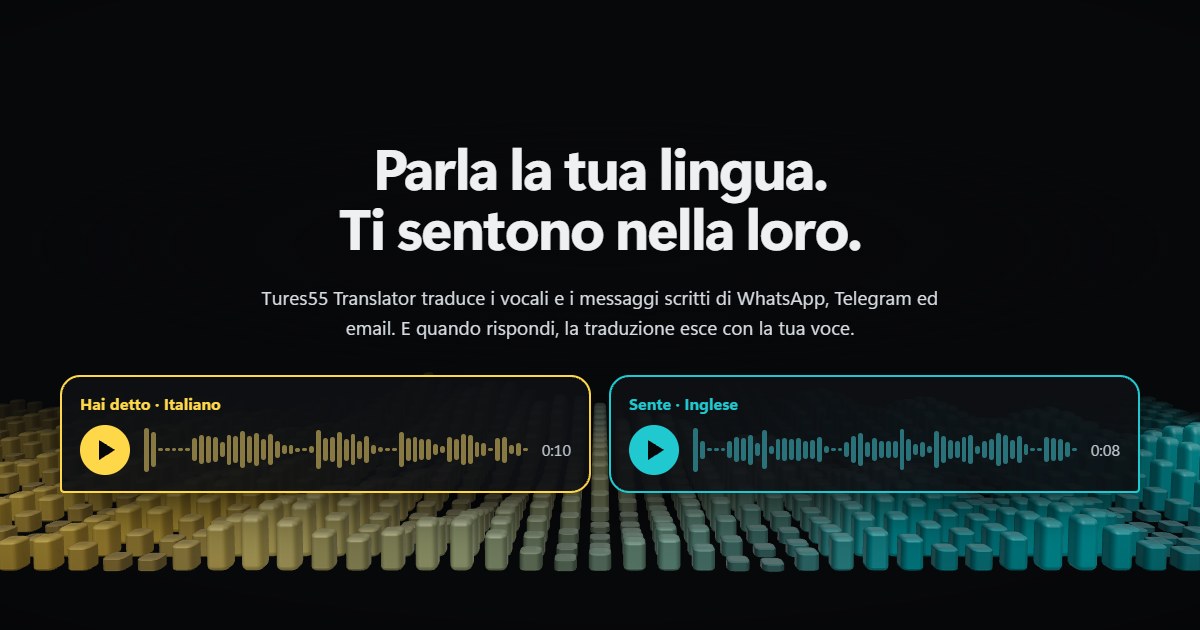 Parla la tua lingua.
Ti sentono nella loro.
Tures55 Translator traduce i vocali e i messaggi scritti di WhatsApp, Telegram ed
email. E quando rispondi, la traduzione esce con la tua voce.
Hai detto · Italiano
0:10
Sente · Inglese
0:08